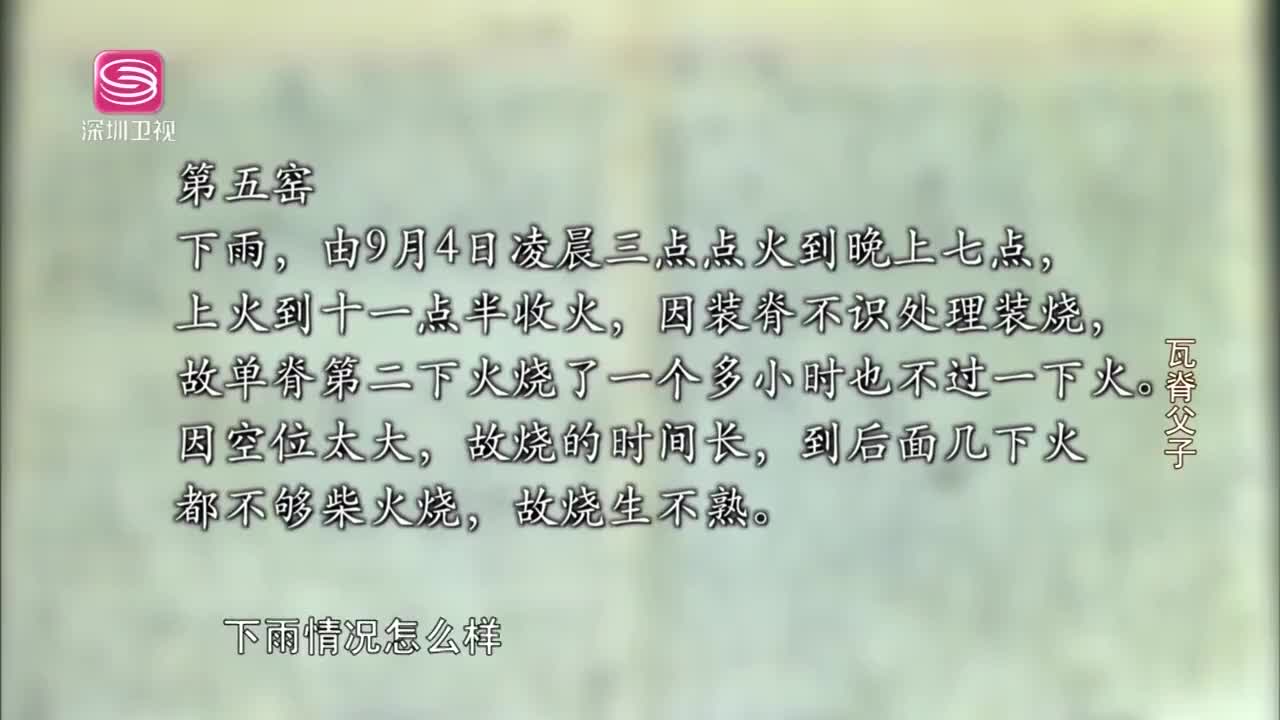 深圳卫视
第五窑
下雨，由9月4日凌晨三点点火到晚上七点，
上火到十一点半收火，因装脊不识处理装烧，
故单脊第二下火烧了一个多小时也不过一下火。
因空位太大，故烧的时间长，到后面几下火
都不够柴火烧，故烧生不熟。
瓦脊父子
下雨情况怎么样